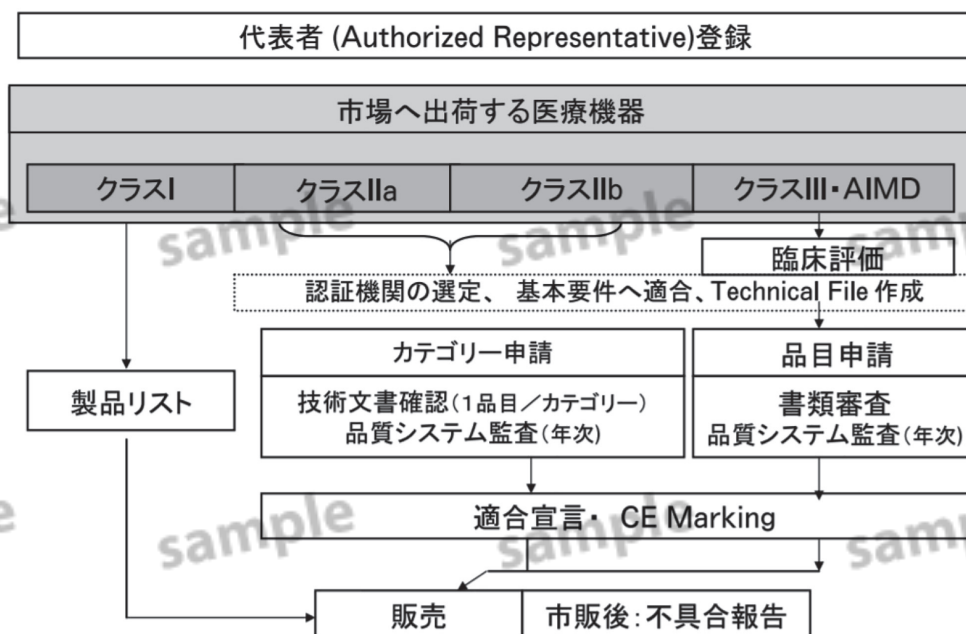 代表者 (Authorized Representative)登録
市場へ出荷する医療機器
クラスI
クラスIIa
クラスIIb
クラスIII・AIMD
臨床評価
認証機関の選定、 基本要件へ適合、Technical File 作成
カテゴリー申請
品目申請
製品リスト
技術文書確認(1品目/カテゴリー)
品質システム監査(年次)
書類審査
品質システム監査(年次)
適合宣言・ CE Marking
販売
市販後:不具合報告
sample
sample
sample
sample